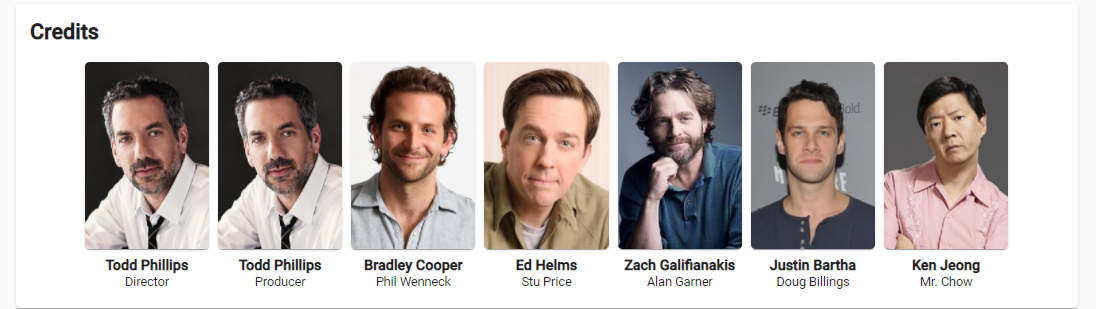 Credits
Bold
Todd Phillips
Director
Todd Phillips
Producer
Bradley Cooper
Phil Wenneck
Ed Helms
Stu Price
Zach Galifianakis
Alan Garner
Justin Bartha
Doug Billings
Ken Jeong
Mr. Chow